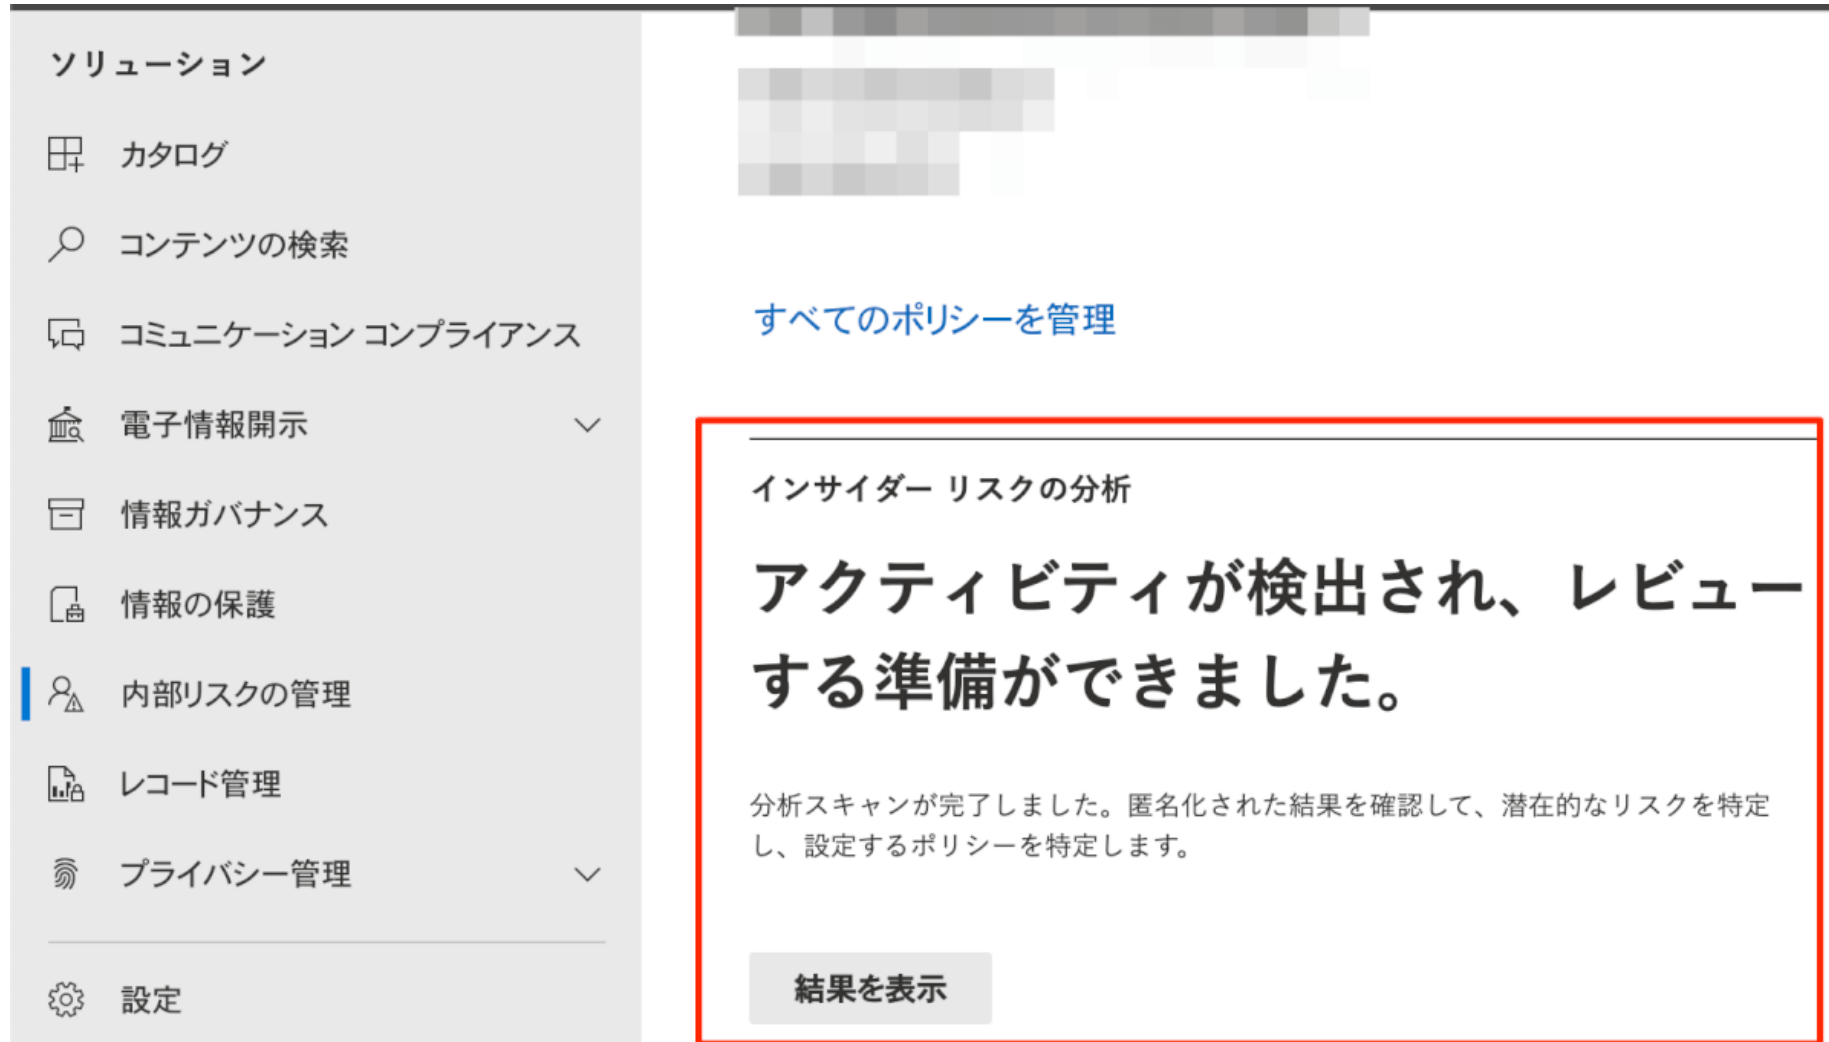 ソリューション
カタログ
コンテンツの検索
コミュニケーション コンプライアンス
電子情報開示
情報ガバナンス
情報の保護
内部リスクの管理
レコード管理
プライバシー管理
設定
すべてのポリシーを管理
インサイダー リスクの分析
アクティビティが検出され、レビュー
する準備ができました。
分析スキャンが完了しました。匿名化された結果を確認して、潜在的なリスクを特定
し、設定するポリシーを特定します。
結果を表示